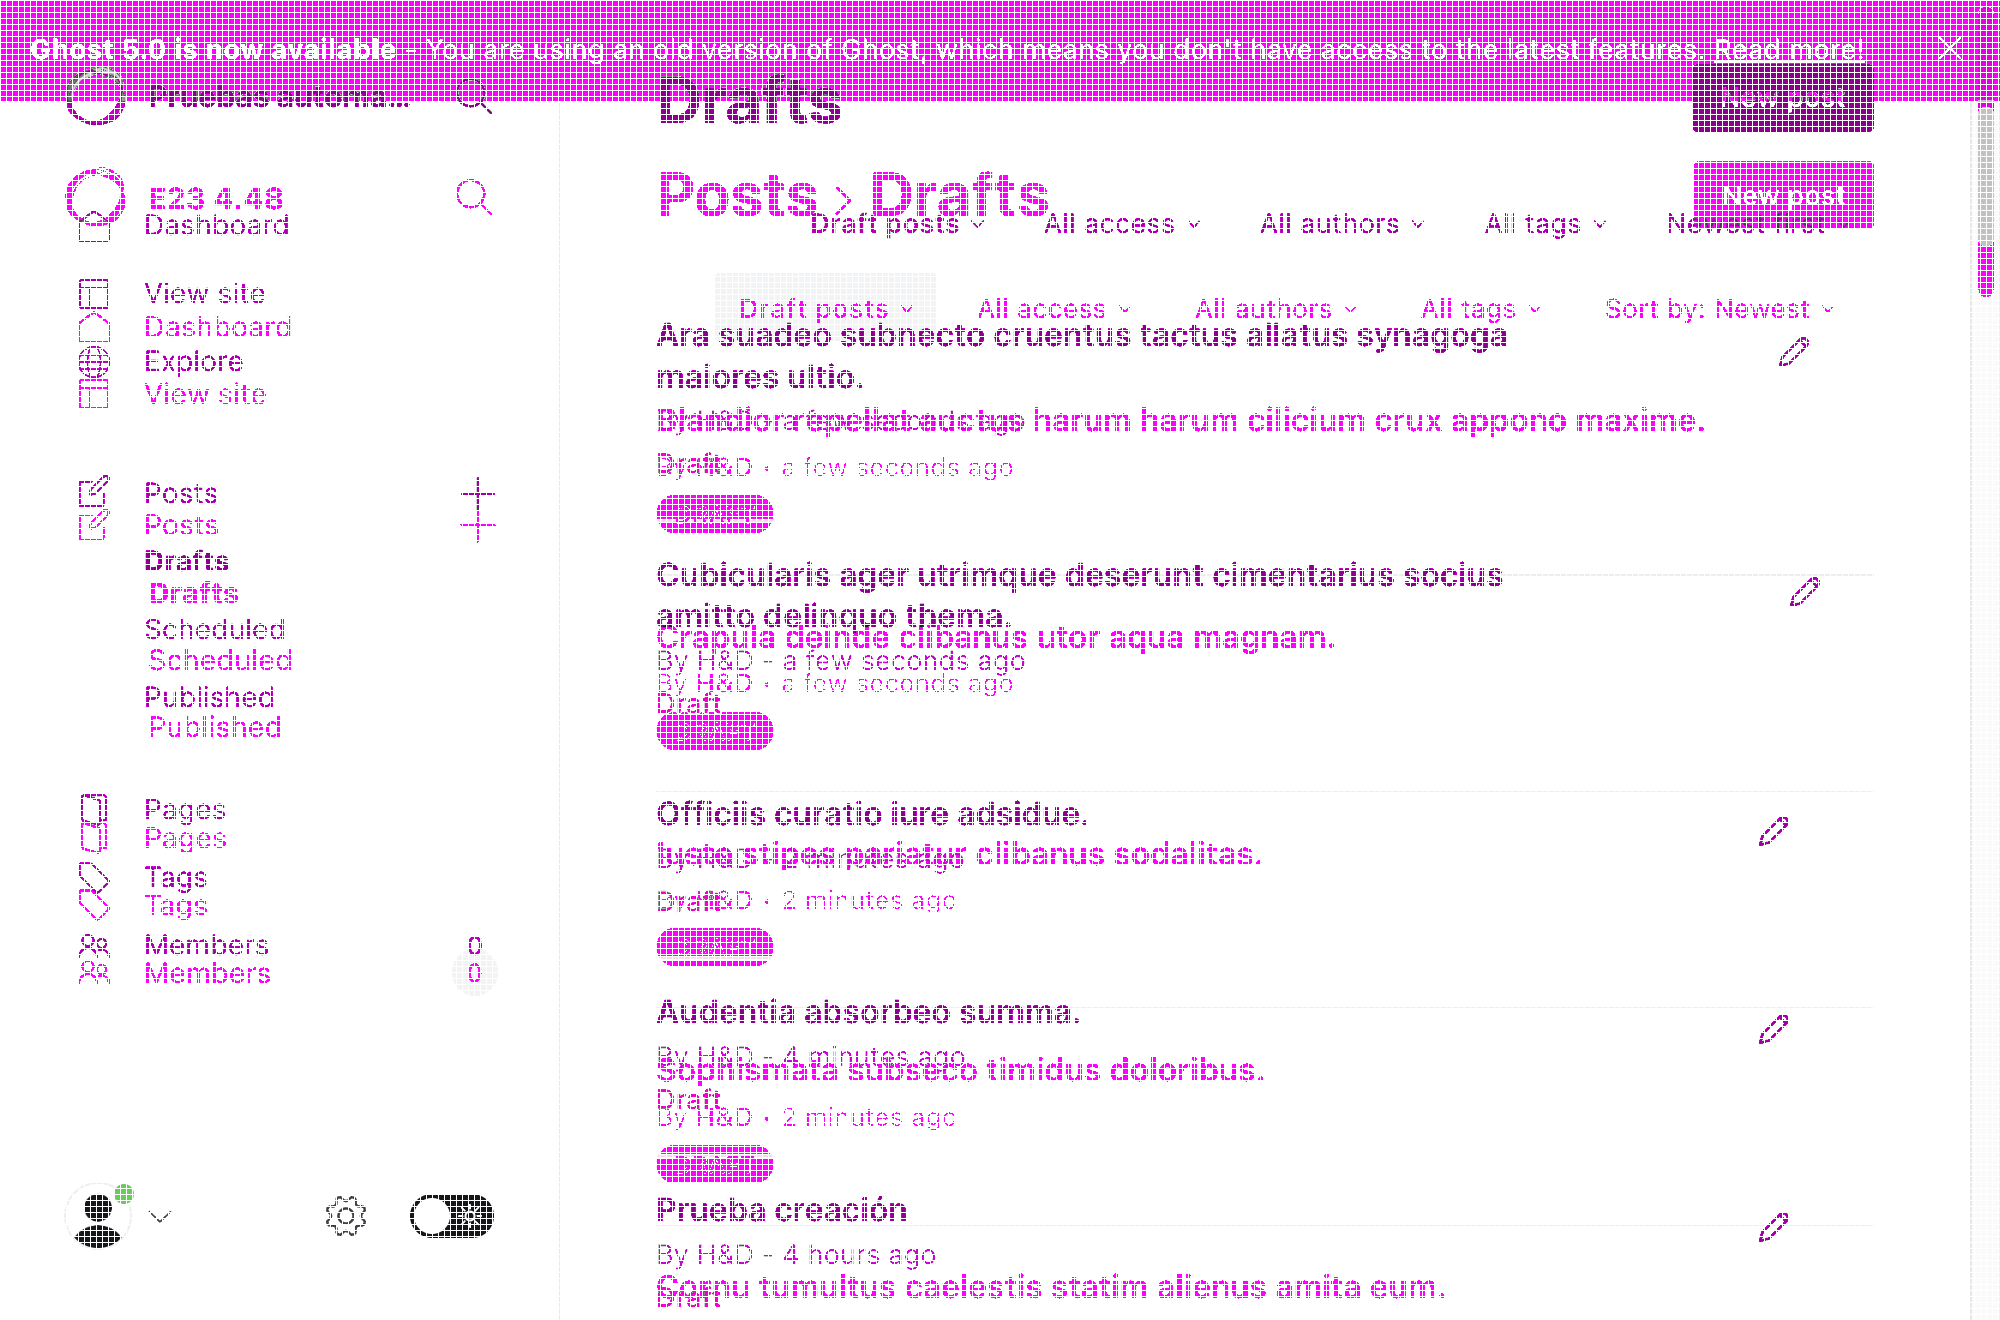 Ghost 5.0 is now available - You are using an old version of Ghost, which means you don't have access to the latest features. Read more!
Pruebas automa...
Drafts
New post
E23 4.48
Posts › Drafts
New post
Dashboard
Draft posts
All access
All authors
All tags
Newest first
View site
Draft posts
All access
All authors
All tags
Sort by: Newest
Dashboard
Ara suadeo subnecto cruentus tactus allatus synagoga
maiores ultio.
Explore
View site
harum harum cilicium crux appono maxime.
Draft
By H&D · a few seconds ago
Posts
Posts
Drafts
Cubicularis ager utrimque deserunt cimentarius socius
amitto delinquo thema.
Drafts
Scheduled
Crapula deinde clibanus utor aqua magnam.
Scheduled
By H&D - a few seconds ago
By H&D · a few seconds ago
Draft
Published
Published
Pages
Officiis curatio iure adsidue.
Pages
clibanus sodalitas.
Tags
Tags
Draft
By H&D · 2 minutes ago
Members 0
Members 0
Audentia absorbeo summa.
By H&D - 4 minutes ago
Sophismata subseco timidus doloribus.
Draft
By H&D · 2 minutes ago
Prueba creación
By H&D - 4 hours ago
Cornu tumultus caelestis statim alienus amita eum.
Draft